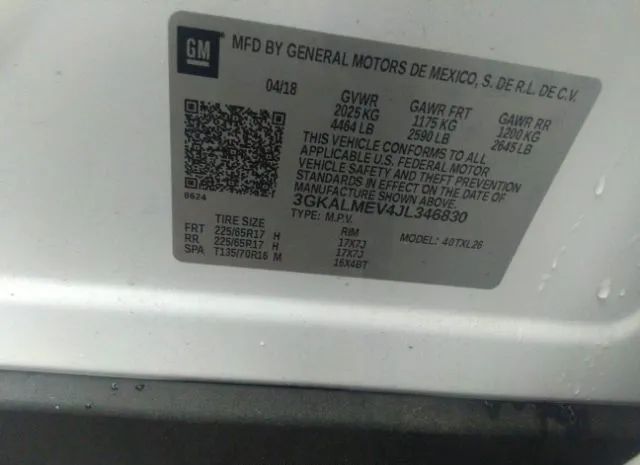 GM
MFD BY GENERAL MOTORS DE MEXICO, S. DE R.L. DE C.V.
04/18 GVWR GAWR FRT GAWR RR
2025 KG 1175 KG 1200 KG
4464 LB 2590 LB 2645 LB
THIS VEHICLE CONFORMS TO ALL
APPLICABLE U.S. FEDERAL MOTOR
VEHICLE SAFETY AND THEFT PREVENTION
STANDARDS IN EFFECT ON THE DATE OF
MANUFACTURE SHOWN ABOVE.
0624
3GKALMEV4JL346830
TYPE: M.P.V. MODEL: 40TXL26
TIRE SIZE RIM
FRT 225/65R17 H 17X7J
RR 225/65R17 H 17X7J
SPA T135/70R16 M 16X4BT